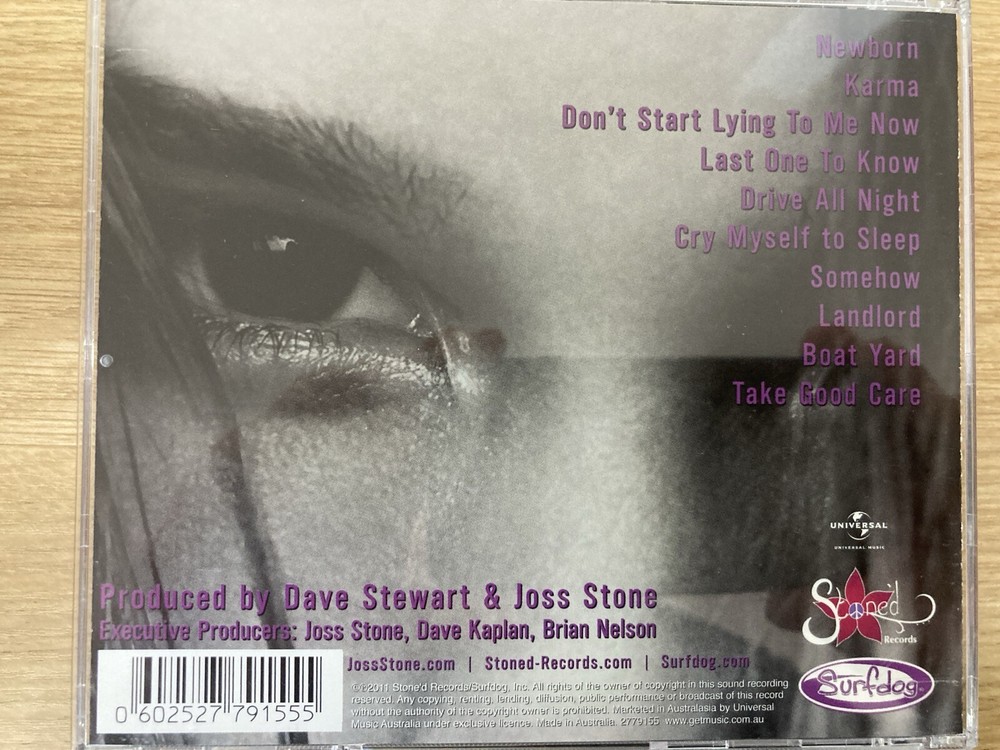 Newborn
Karma
Don't Start Lying To Me Now
Last One To Know
Drive All Night
Cry Myself to Sleep
Somehow
Landlord
Boat Yard
Take Good Care
UNIVERSAL
UNIVERSAL MUSIC
Stone'd
Records
Surfdog
Produced by Dave Stewart & Joss Stone
Executive Producers: Joss Stone, Dave Kaplan, Brian Nelson
JossStone.com | Stoned-Records.com | Surfdog.com
℗©2011 Stone'd Records/Surfdog, Inc. All rights of the owner of copyright in this sound recording
reserved. Any copying, renting, lending, diffusion, public performance or broadcast of this record
without the authority of the copyright owner is prohibited. Marketed in Australasia by Universal
Music Australia under exclusive licence. Made in Australia. 2779155 www.getmusic.com.au
0 602527 791555